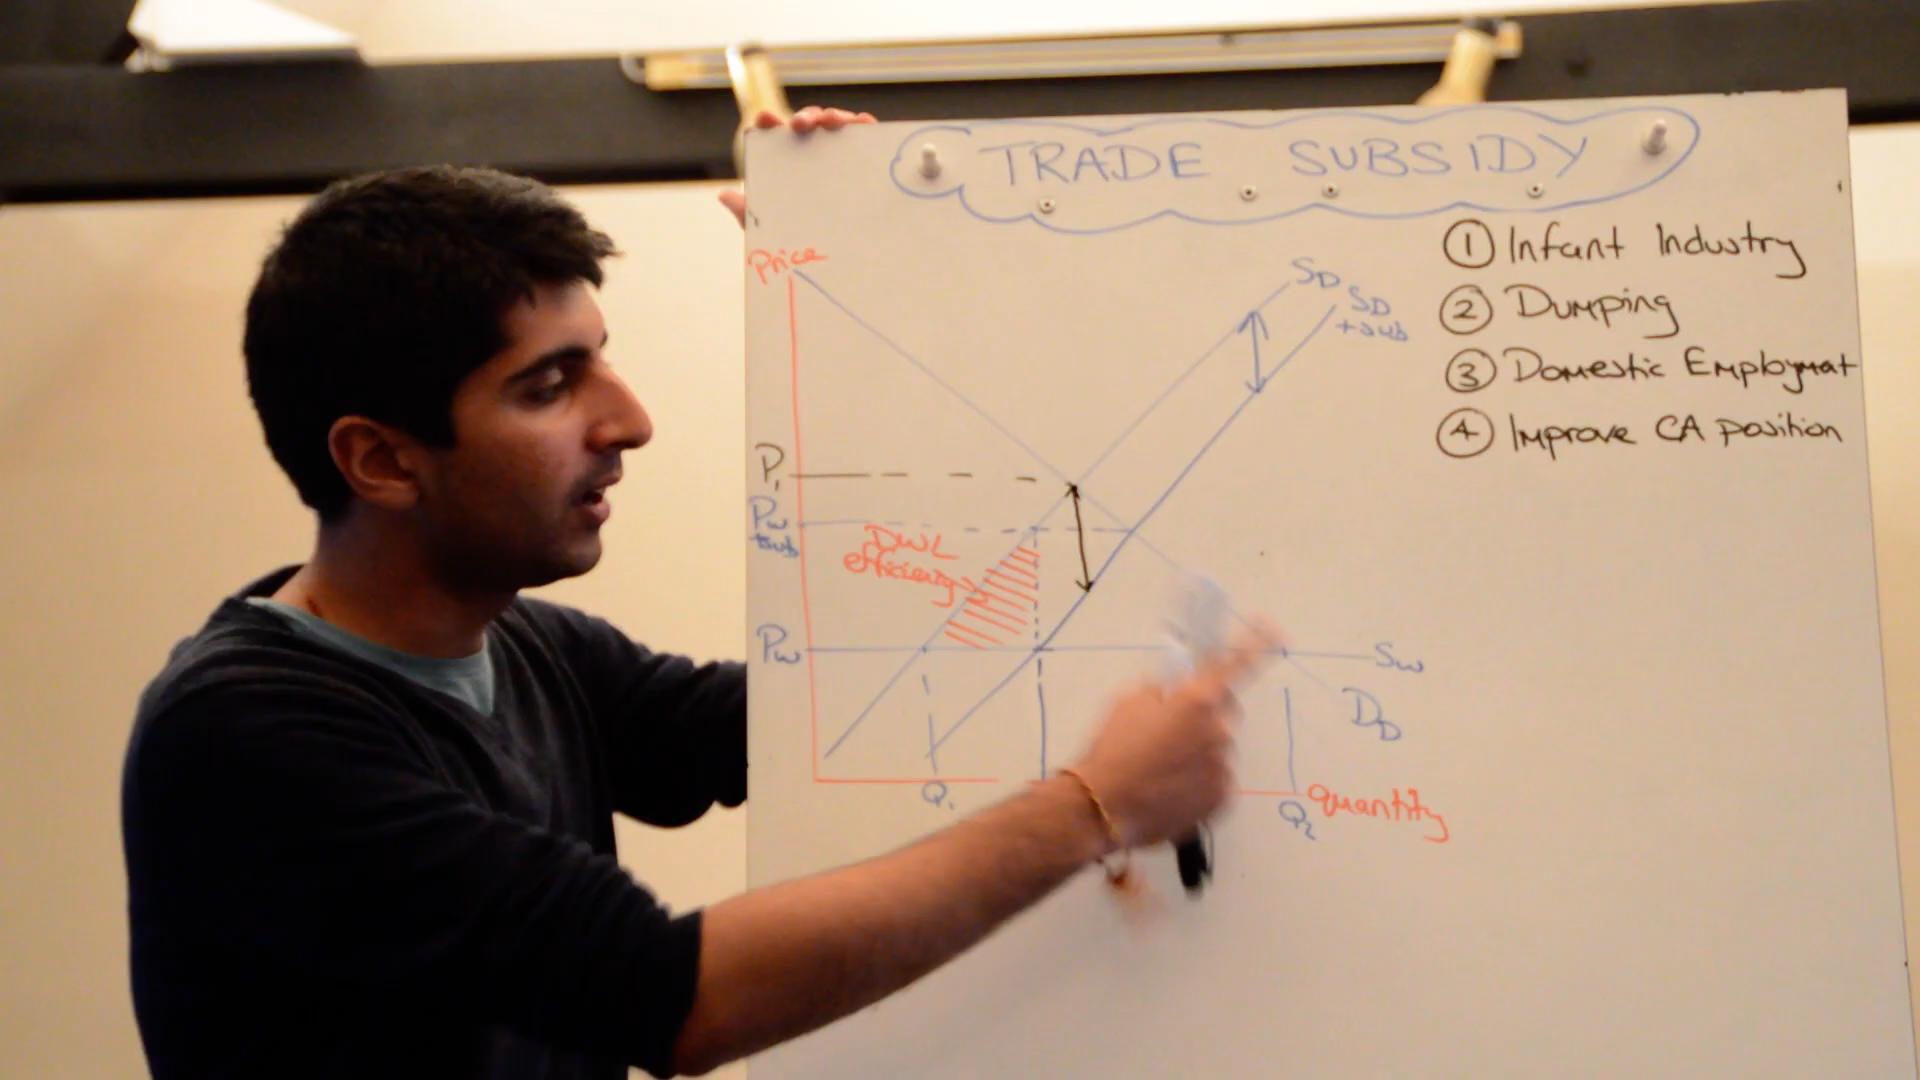 TRADE SUBSIDY
Price
SD
SD
+sub
① Infant Industry
② Dumping
③ Domestic Employmat
④ Improve CA position
P₁
Pw
+sub
DWL
efficiency
Pw
Sw
DD
Q₁
Q₂
quantity